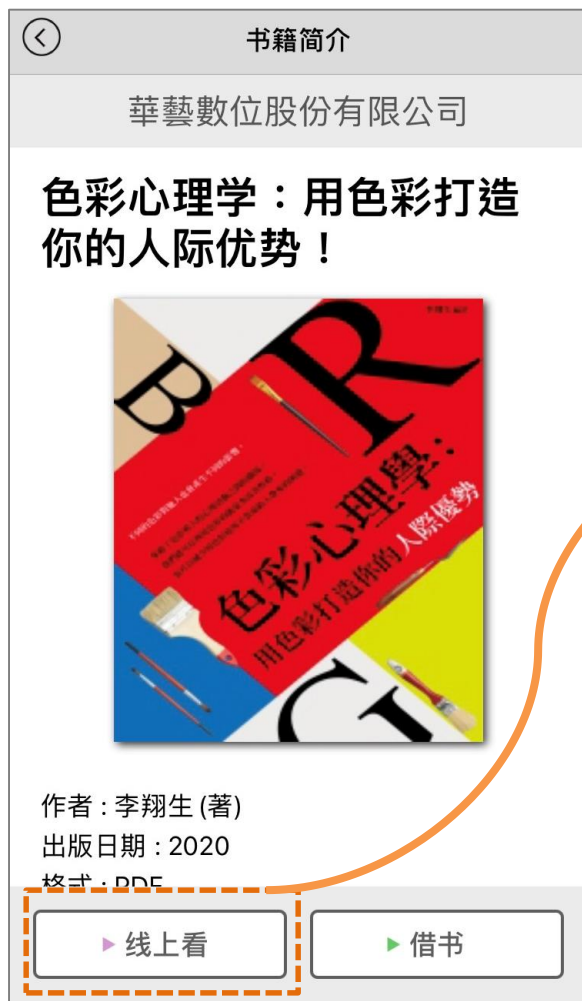 书籍简介
華藝數位股份有限公司
色彩心理学：用色彩打造
你的人际优势！
B
R
色彩心理學：
用色彩打造你的人際優勢
G
作者 : 李翔生 (著)
出版日期 : 2020
格式 : PDF
线上看
借书